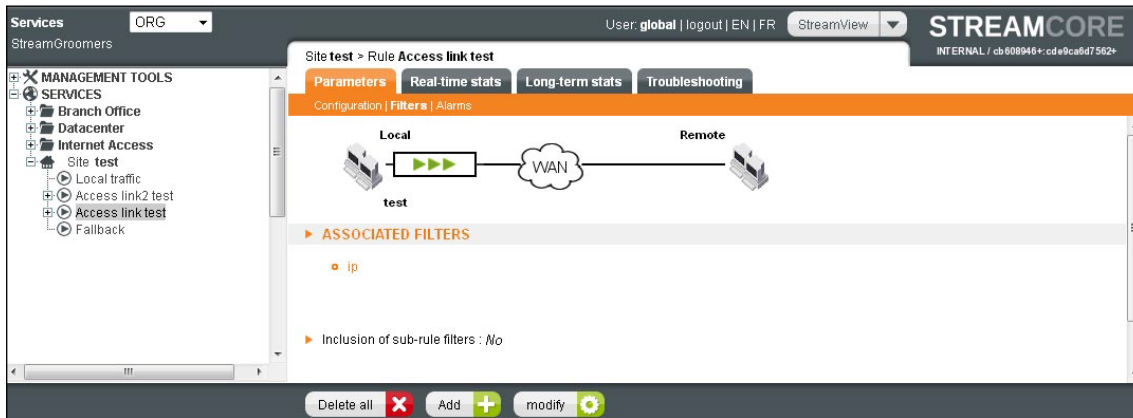 Services ORG
StreamGroomers
User: global | logout | EN | FR StreamView
STREAMCORE
INTERNAL / cb608946+:cde9ca6d7562+
MANAGEMENT TOOLS
SERVICES
Branch Office
Datacenter
Internet Access
Site test
Local traffic
Access link2 test
Access link test
Fallback
Site test > Rule Access link test
Parameters Real-time stats Long-term stats Troubleshooting
Configuration | Filters | Alarms
Local Remote
WAN
test
ASSOCIATED FILTERS
ip
Inclusion of sub-rule filters : No
Delete all Add modify